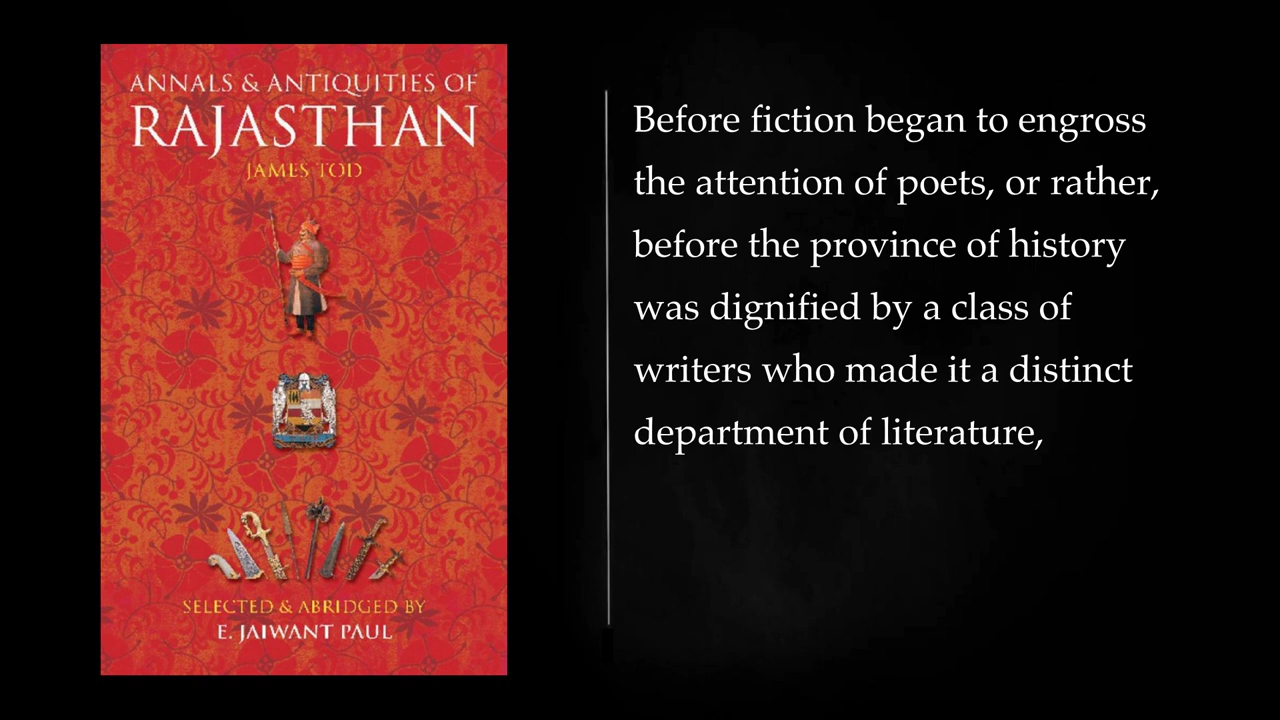 ANNALS & ANTIQUITIES OF
RAJASTHAN
JAMES TOD
SELECTED & ABRIDGED BY
E. JAIWANT PAUL
Before fiction began to engross
the attention of poets, or rather,
before the province of history
was dignified by a class of
writers who made it a distinct
department of literature,